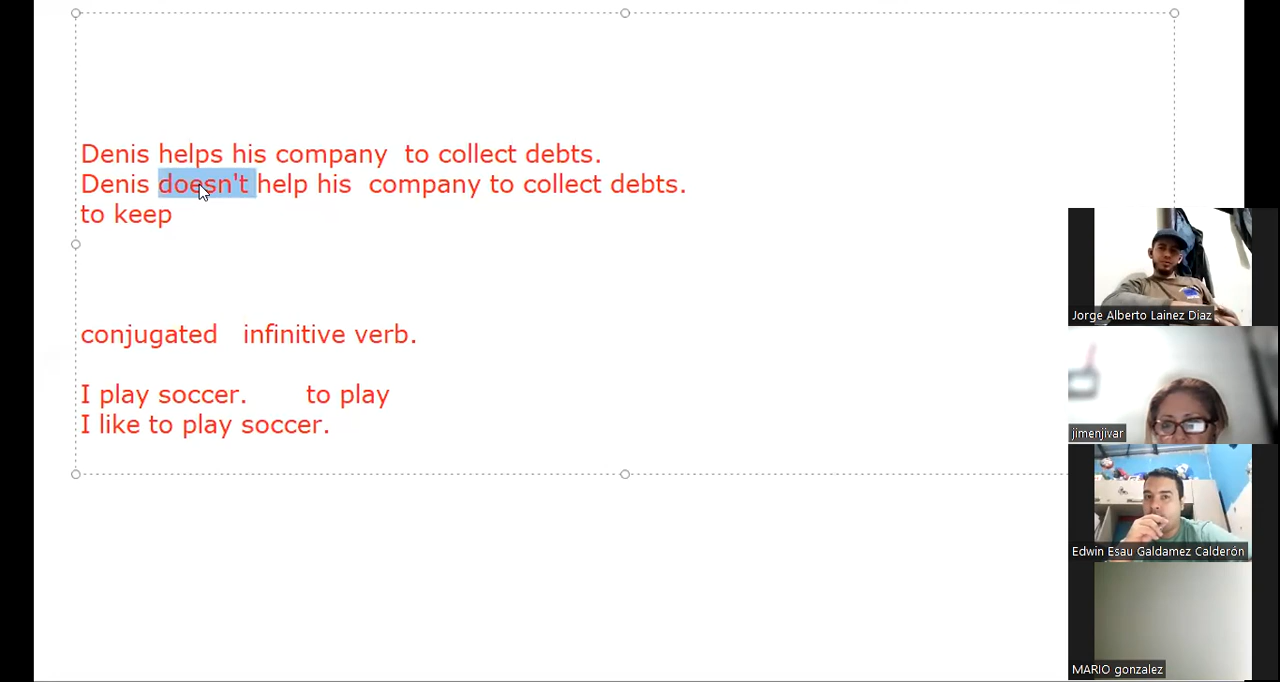 Denis helps his company  to collect debts.
Denis doesn't help his  company to collect debts.
to keep
conjugated   infinitive verb.
I play soccer.       to play
I like to play soccer.
Jorge Alberto Lainez Diaz
jimenjivar
Edwin Esau Galdamez Calderón
MARIO gonzalez